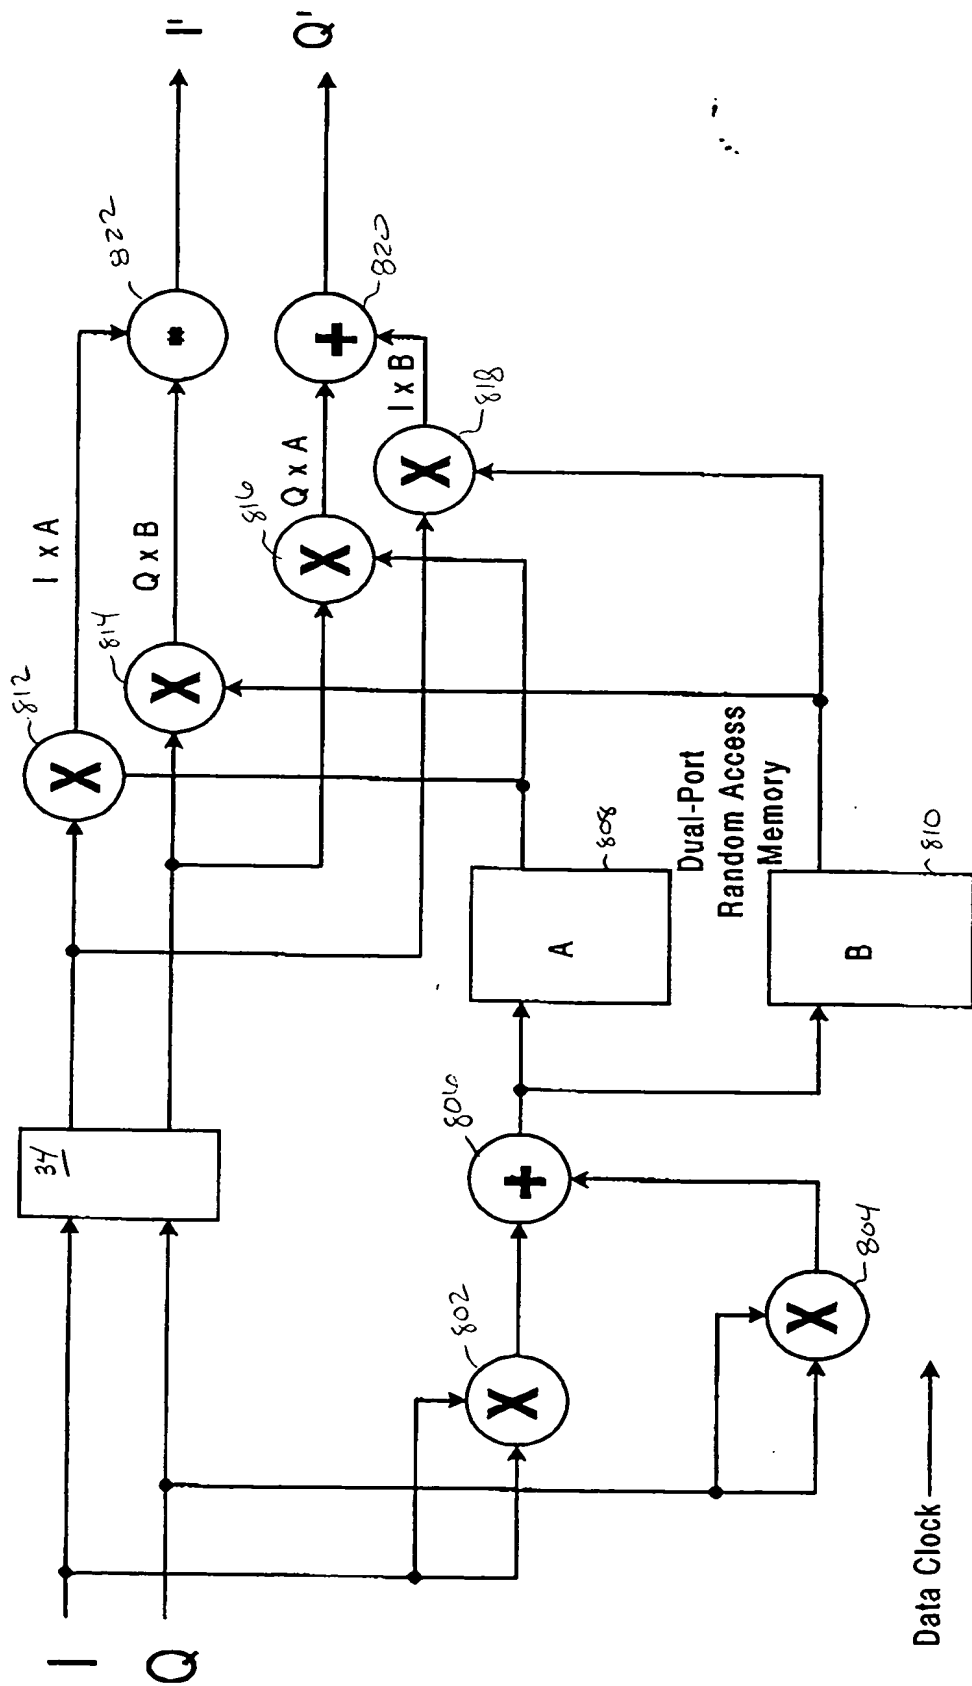 I
Q
34
I'
Q'
822
820
I x A
Q x B
Q x A
I x B
812
X
814
X
816
X
818
X
+
802
X
804
X
806
+
A
808
Dual-Port
Random Access
Memory
B
810
Data Clock